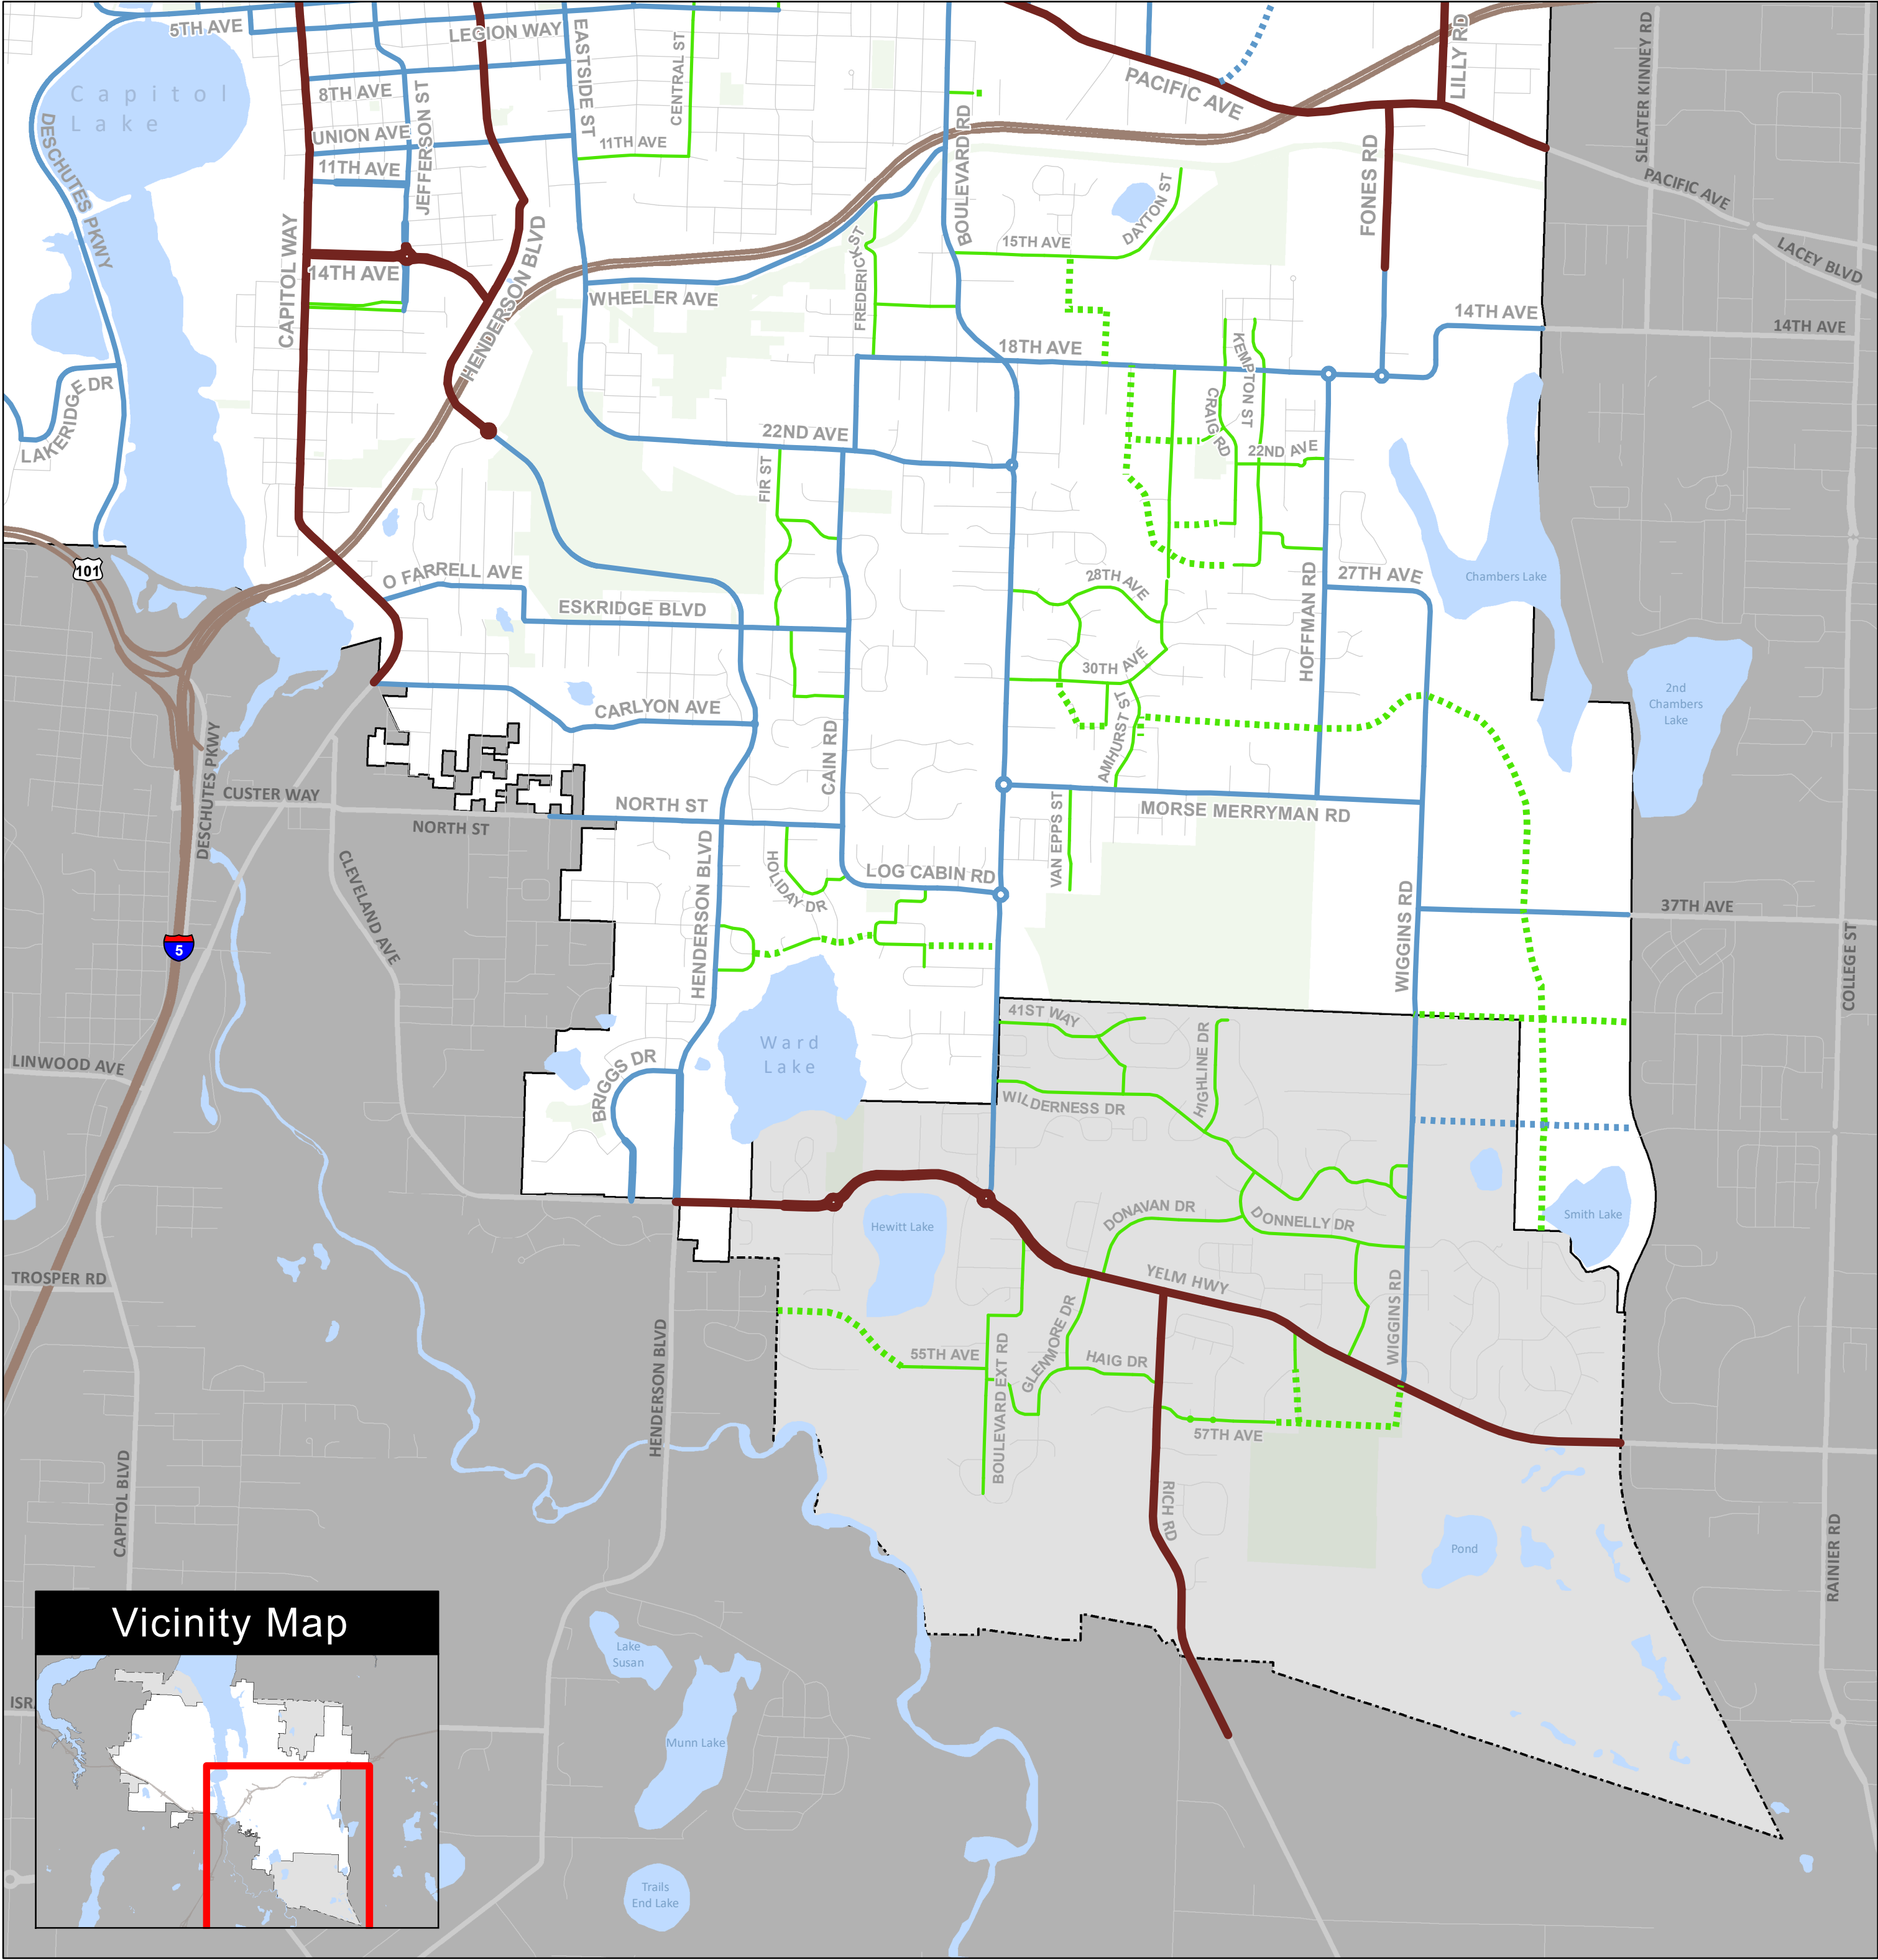 5TH AVE
LEGION WAY
EASTSIDE ST
CENTRAL ST
PACIFIC AVE
LILLY RD
SLEATER KINNEY RD
Capitol
Lake
8TH AVE
JEFFERSON ST
UNION AVE
11TH AVE
11TH AVE
BOULEVARD RD
FONES RD
DESCHUTES PKWY
PACIFIC AVE
LACEY BLVD
CAPITOL WAY
14TH AVE
HENDERSON BLVD
WHEELER AVE
FREDERICK ST
15TH AVE
DAYTON ST
14TH AVE
14TH AVE
18TH AVE
KEMPTON ST
CRAIG RD
LAKERIDGE DR
22ND AVE
22ND AVE
FIR ST
101
O FARRELL AVE
ESKRIDGE BLVD
28TH AVE
27TH AVE
Chambers Lake
HOFFMAN RD
30TH AVE
AMHURST ST
2nd
Chambers
Lake
CARLYON AVE
CAIN RD
DESCHUTES PKWY
CUSTER WAY
NORTH ST
NORTH ST
MORSE MERRYMAN RD
VAN EPPS ST
CLEVELAND AVE
HENDERSON BLVD
HOLIDAY DR
LOG CABIN RD
WIGGINS RD
37TH AVE
COLLEGE ST
5
41ST WAY
HIGHLINE DR
Ward
Lake
LINWOOD AVE
BRIGGS DR
WILDERNESS DR
Hewitt Lake
DONAVAN DR
DONNELLY DR
Smith Lake
TROSPER RD
YELM HWY
WIGGINS RD
HENDERSON BLVD
55TH AVE
BOULEVARD EXT RD
GLENMORE DR
HAIG DR
57TH AVE
CAPITOL BLVD
RICH RD
Pond
RAINIER RD
Vicinity Map
Lake
Susan
ISR
Munn Lake
Trails
End Lake